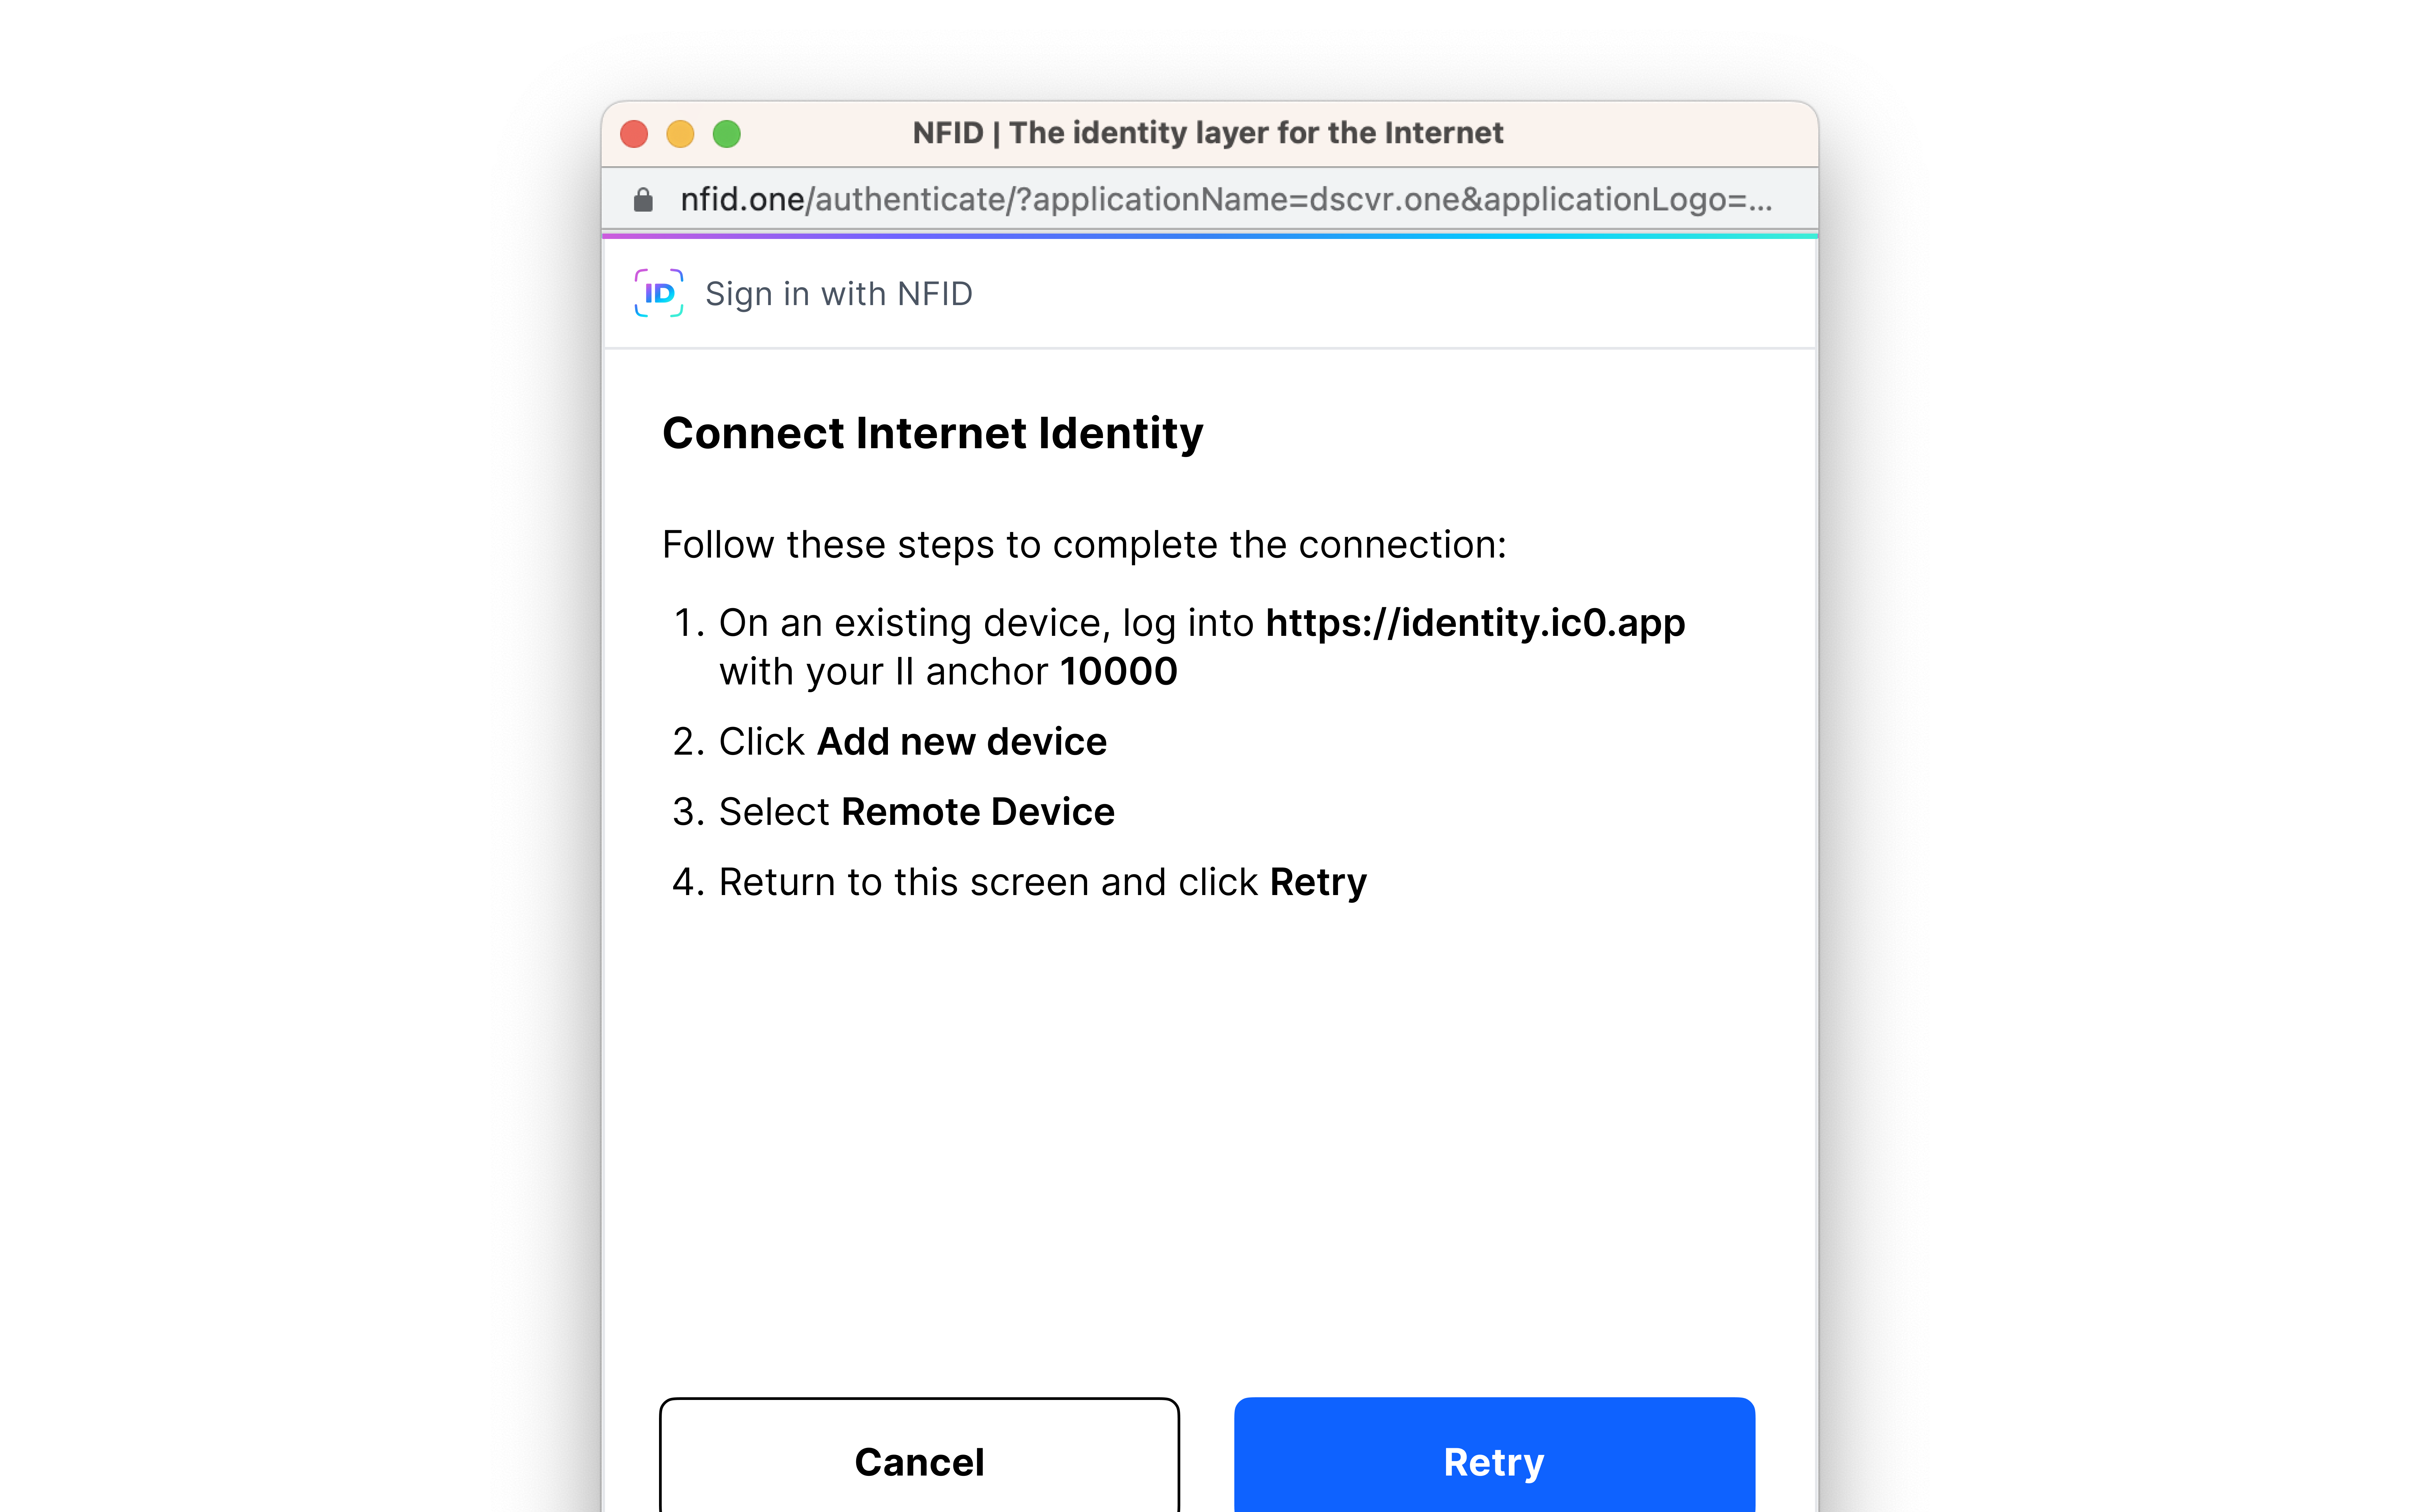 NFID | The identity layer for the Internet
nfid.one/authenticate/?applicationName=dscvr.one&applicationLogo=...
ID Sign in with NFID
Connect Internet Identity
Follow these steps to complete the connection:
1. On an existing device, log into https://identity.ic0.app
with your II anchor 10000
2. Click Add new device
3. Select Remote Device
4. Return to this screen and click Retry
Cancel Retry